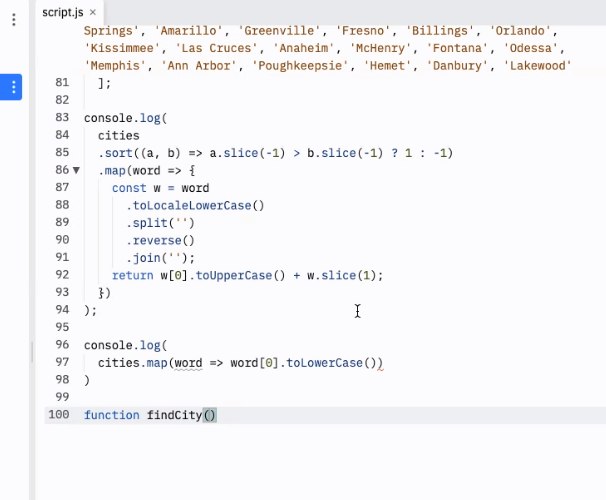 script.js ×
Springs', 'Amarillo', 'Greenville', 'Fresno', 'Billings', 'Orlando',
'Kissimmee', 'Las Cruces', 'Anaheim', 'McHenry', 'Fontana', 'Odessa',
'Memphis', 'Ann Arbor', 'Poughkeepsie', 'Hemet', 'Danbury', 'Lakewood'
81 ];
82
83 console.log(
84 cities
85 .sort((a, b) => a.slice(-1) > b.slice(-1) ? 1 : -1)
86 .map(word => {
87 const w = word
88 .toLocaleLowerCase()
89 .split('')
90 .reverse()
91 .join('');
92 return w[0].toUpperCase() + w.slice(1);
93 })
94 );
95
96 console.log(
97 cities.map(word => word[0].toLowerCase())
98 )
99
100 function findCity()